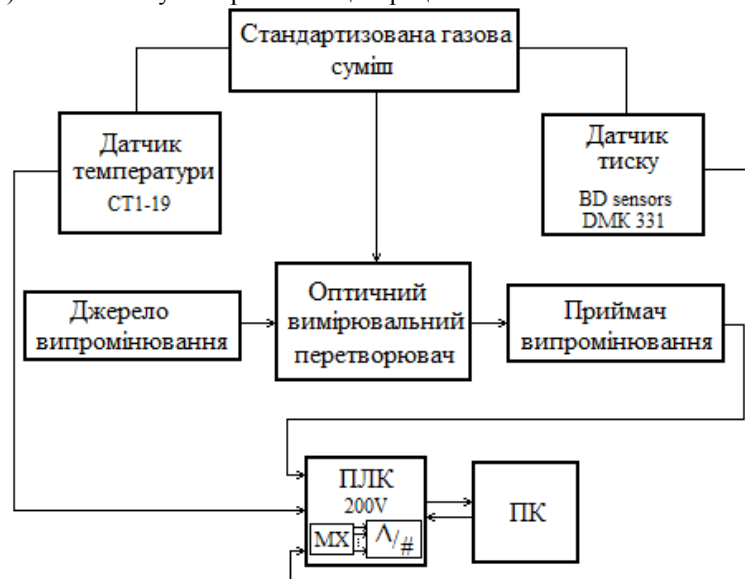 Стандартизована газова
суміш
Датчик
температури
СТ1-19
Датчик
тиску
BD sensors
DMK 331
Джерело
випромінювання
Оптичний
вимірювальний
перетворювач
Приймач
випромінювання
ПЛК
200V
MX
Λ/#
ПК